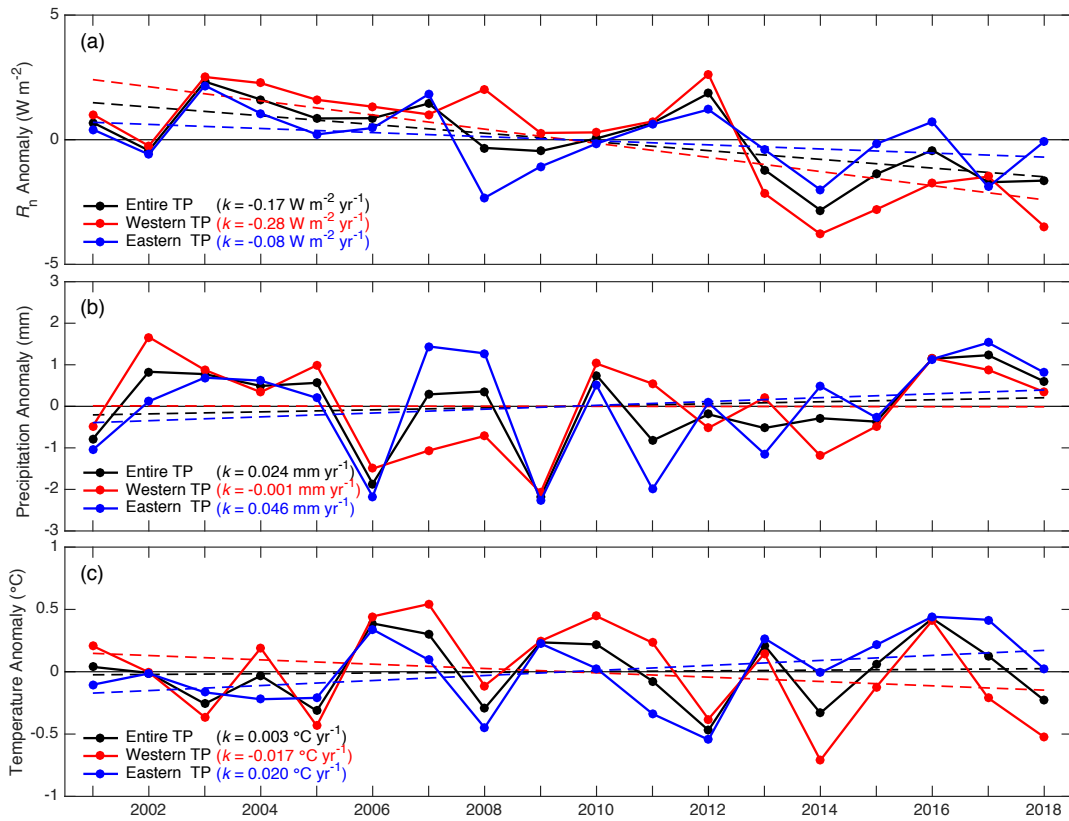 (a)
5
0
-5
Rₙ Anomaly (W m⁻²)
Entire TP (k = -0.17 W m⁻² yr⁻¹)
Western TP (k = -0.28 W m⁻² yr⁻¹)
Eastern TP (k = -0.08 W m⁻² yr⁻¹)
(b)
3
2
1
0
-1
-2
-3
Precipitation Anomaly (mm)
Entire TP (k = 0.024 mm yr⁻¹)
Western TP (k = -0.001 mm yr⁻¹)
Eastern TP (k = 0.046 mm yr⁻¹)
(c)
1
0.5
0
-0.5
-1
Temperature Anomaly (°C)
Entire TP (k = 0.003 °C yr⁻¹)
Western TP (k = -0.017 °C yr⁻¹)
Eastern TP (k = 0.020 °C yr⁻¹)
2002 2004 2006 2008 2010 2012 2014 2016 2018